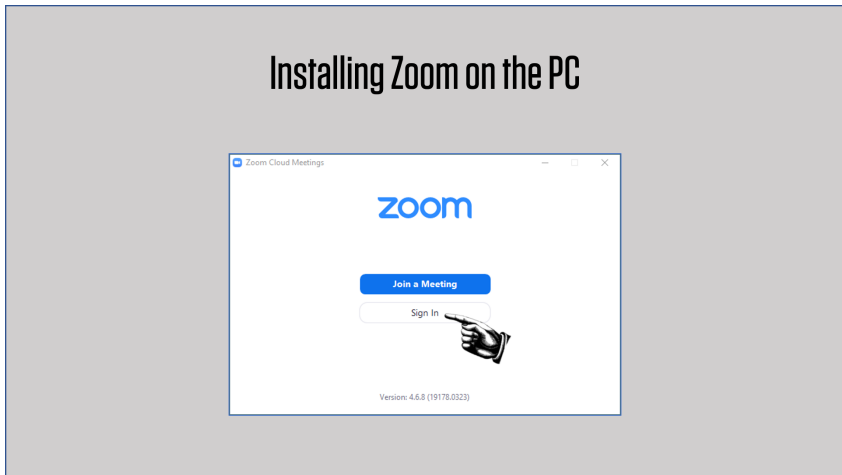 Installing Zoom on the PC
Zoom Cloud Meetings
zoom
Join a Meeting
Sign In
Version: 4.6.8 (19178.0323)